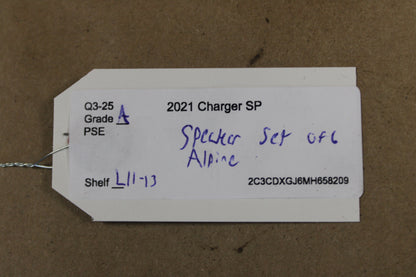 Q3-25
Grade A
PSE
2021 Charger SP
Speaker Set of 6
Alpine
Shelf L11-13
2C3CDXGJ6MH658209